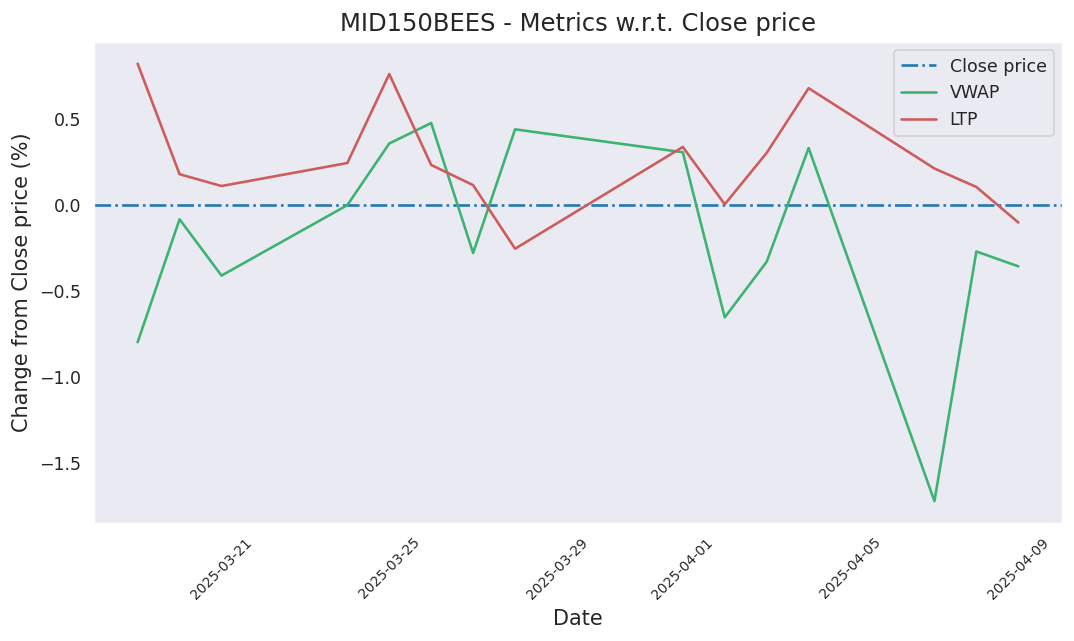 MID150BEES - Metrics w.r.t. Close price
Close price
VWAP
LTP
Change from Close price (%)
0.5
0.0
−0.5
−1.0
−1.5
2025-03-21
2025-03-25
2025-03-29
2025-04-01
2025-04-05
2025-04-09
Date